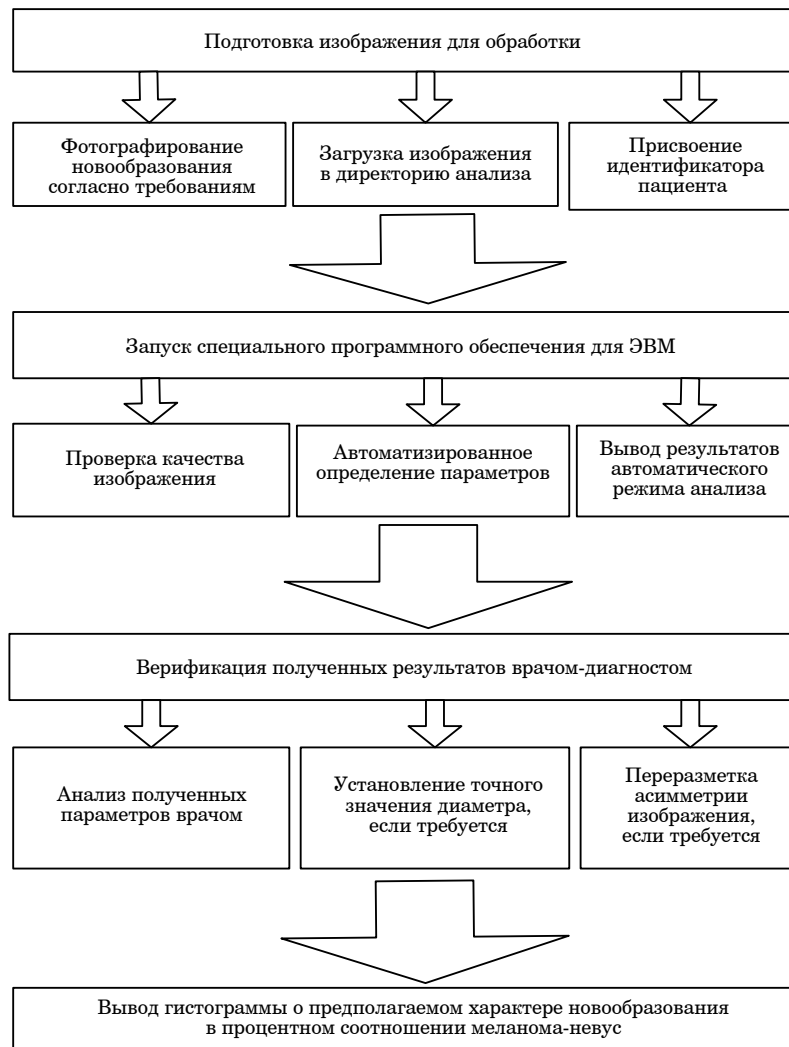 Подготовка изображения для обработки
Фотографирование
новообразования
согласно требованиям
Загрузка изображения
в директорию анализа
Присвоение
идентификатора
пациента
Запуск специального программного обеспечения для ЭВМ
Проверка качества
изображения
Автоматизированное
определение параметров
Вывод результатов
автоматического
режима анализа
Верификация полученных результатов врачом-диагностом
Анализ полученных
параметров врачом
Установление точного
значения диаметра,
если требуется
Переразметка
асимметрии
изображения,
если требуется
Вывод гистограммы о предполагаемом характере новообразования
в процентном соотношении меланома-невус